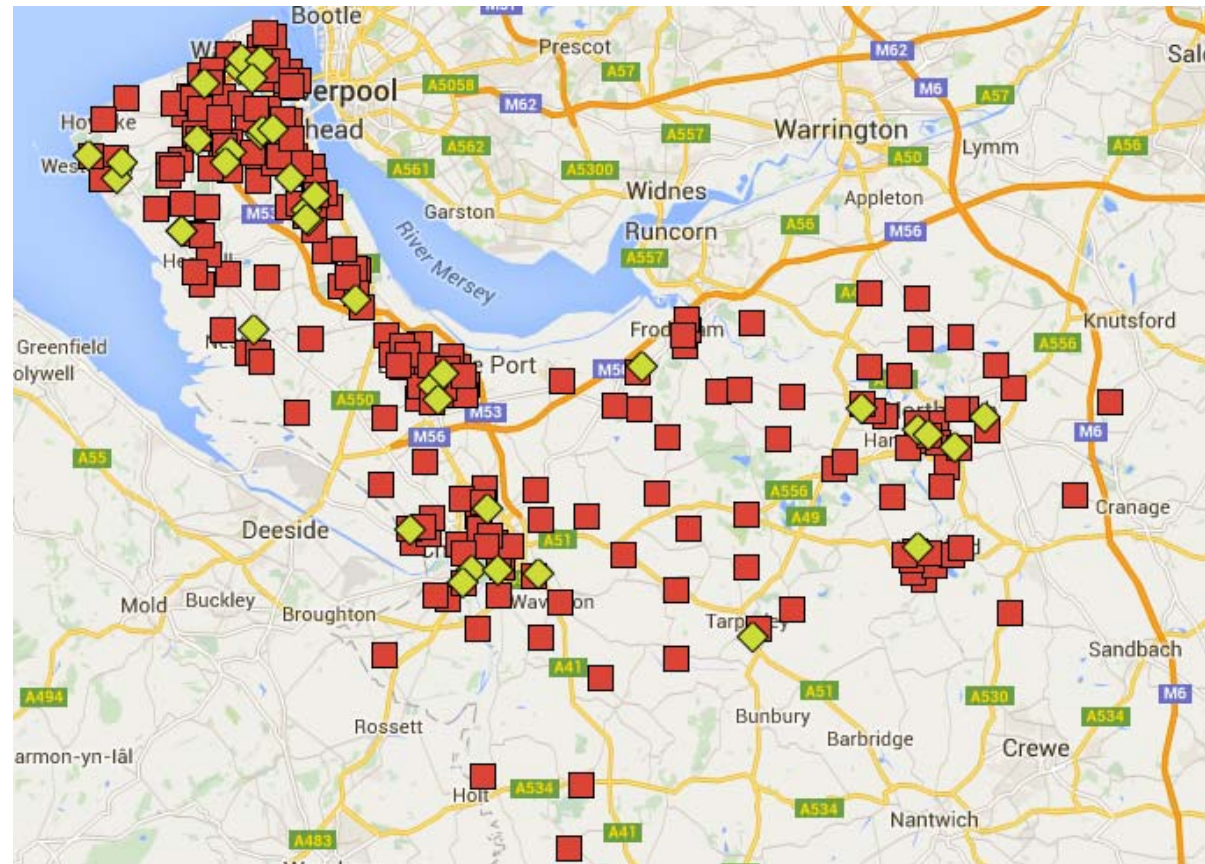 Bootle
Prescot
M62
Sal
A57
A5058
M6
A57
M62
erpool
head
A557
Warrington
A562
Lymm
A56
A50
A561
A5300
Widnes
Garston
Appleton
M53
A56
Runcorn
M56
River Mersey
A557
Greenfield
olywell
Knutsford
A556
e Port
A550
M53
M56
M6
A55
A556
A49
Cranage
Deeside
A51
Mold
Buckley
Broughton
Sandbach
A41
A494
A51
A530
M6
A534
Rossett
Bunbury
Barbridge
Crewe
armon-yn-Iâl
Holt
A534
A534
Nantwich
A483
A41